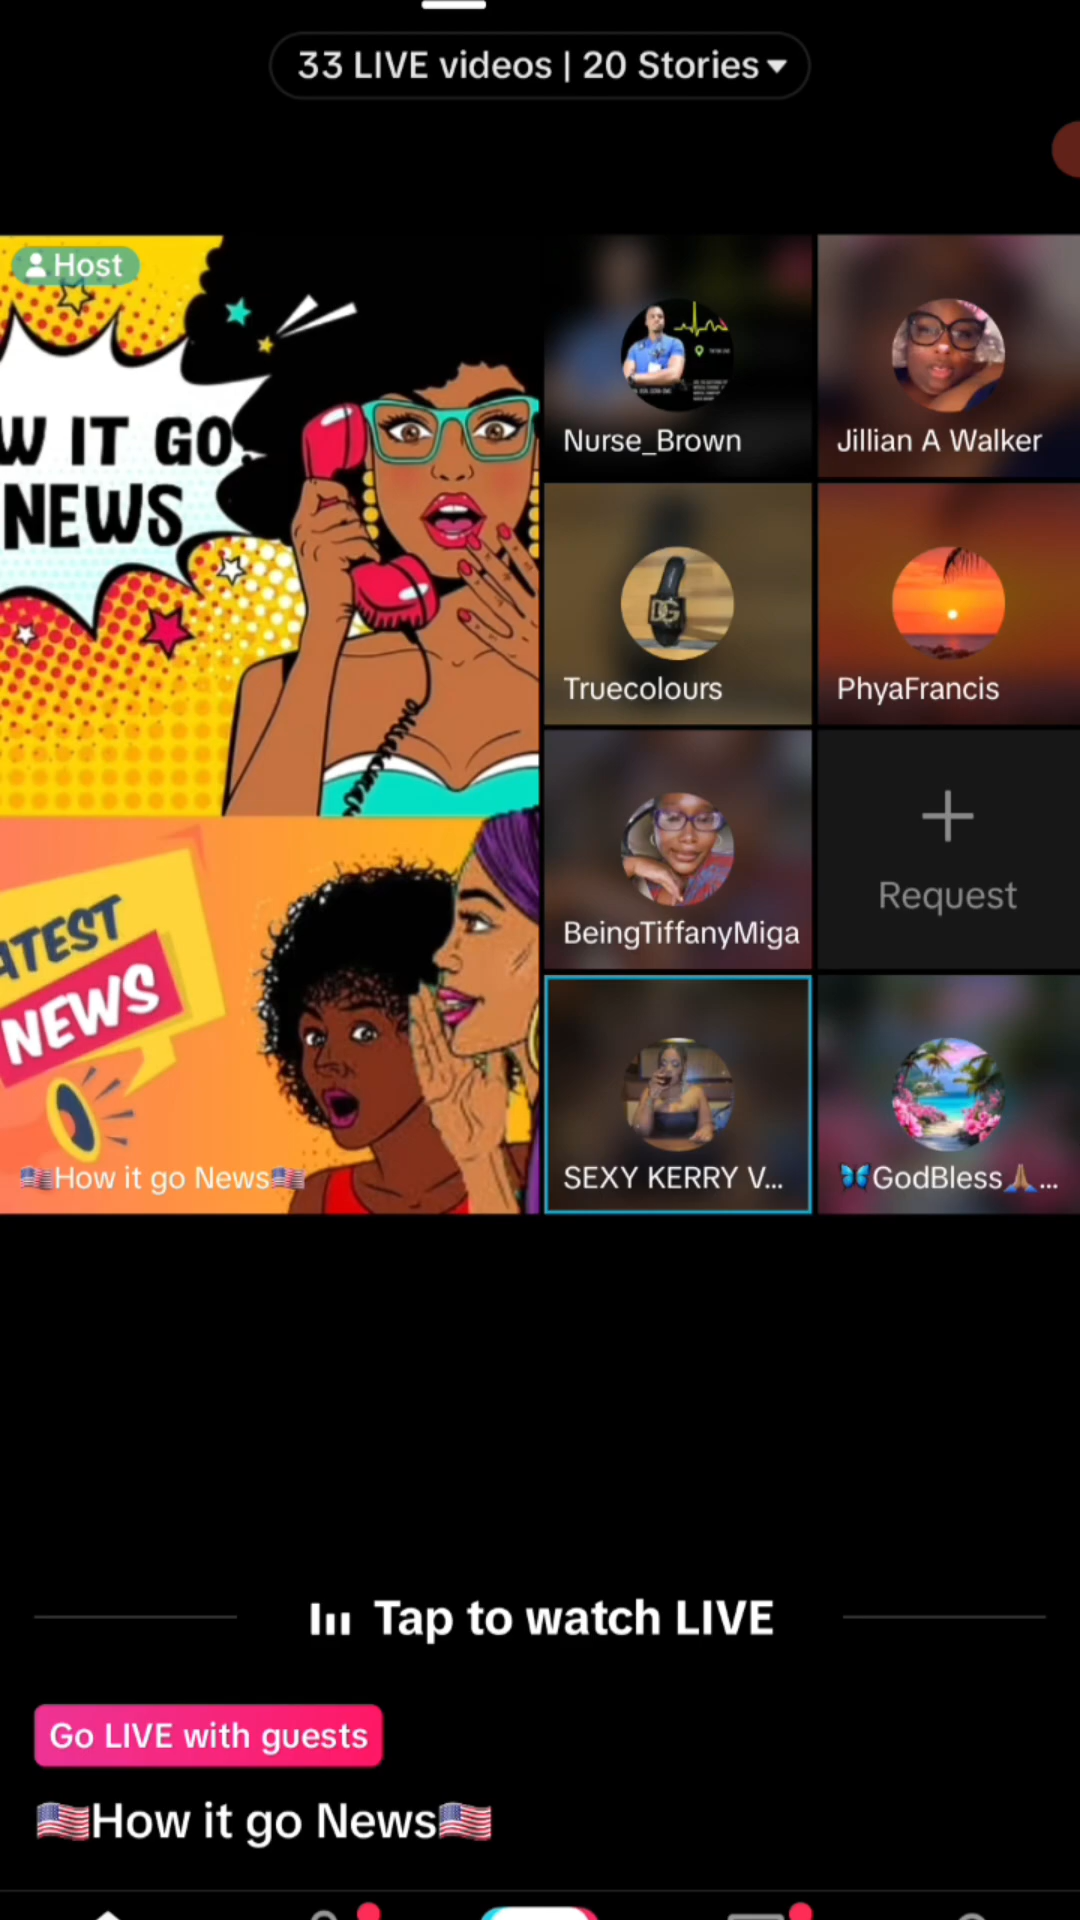 33 LIVE videos | 20 Stories
Host
W IT GO
NEWS
ATEST
NEWS
🇺🇸How it go News🇺🇸
Nurse_Brown
Jillian A Walker
Truecolours
PhyaFrancis
BeingTiffanyMiga
Request
SEXY KERRY V...
🦋GodBless🙏🏽...
Tap to watch LIVE
Go LIVE with guests
🇺🇸How it go News🇺🇸